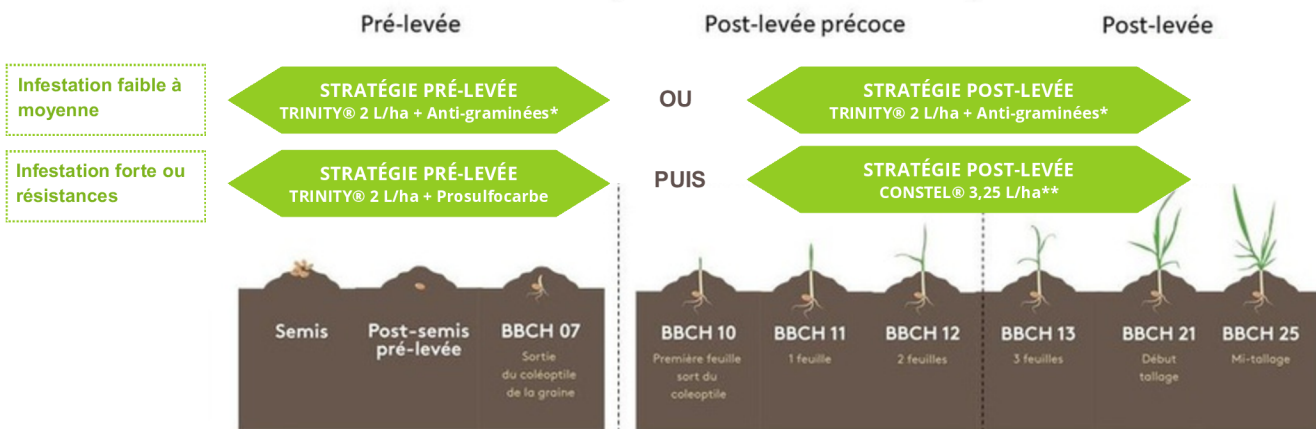 Pré-levée
Post-levée précoce
Post-levée
Infestation faible à
moyenne
STRATÉGIE PRÉ-LEVÉE
TRINITY® 2 L/ha + Anti-graminées*
OU
STRATÉGIE POST-LEVÉE
TRINITY® 2 L/ha + Anti-graminées*
Infestation forte ou
résistances
STRATÉGIE PRÉ-LEVÉE
TRINITY® 2 L/ha + Prosulfocarbe
PUIS
STRATÉGIE POST-LEVÉE
CONSTEL® 3,25 L/ha**
Semis
Post-semis
pré-levée
BBCH 07
Sortie
du coléoptile
de la graine
BBCH 10
Première feuille
sort du
coleoptile
BBCH 11
1 feuille
BBCH 12
2 feuilles
BBCH 13
3 feuilles
BBCH 21
Début
tallage
BBCH 25
Mi-tallage